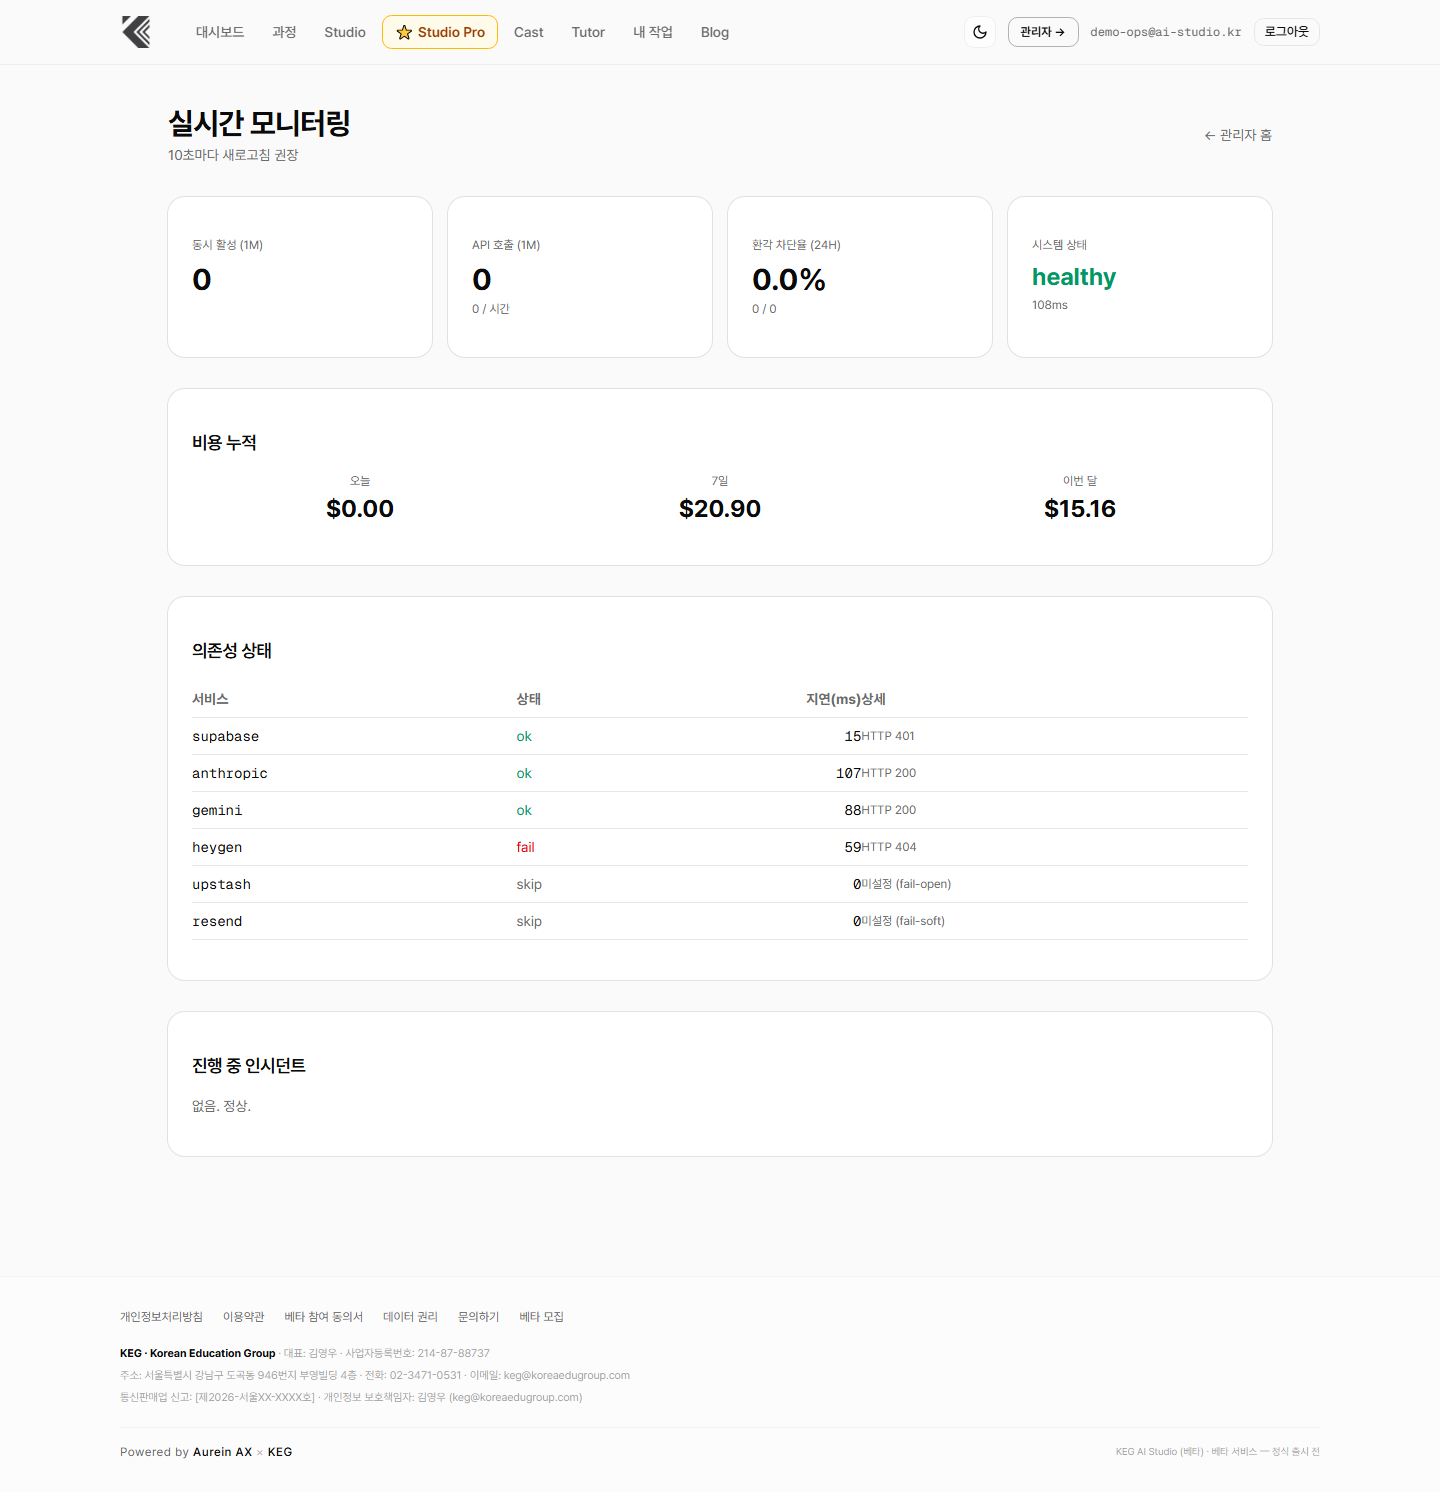 대시보드 과정 Studio Studio Pro Cast Tutor 내 작업 Blog 관리자 → demo-ops@ai-studio.kr 로그아웃
실시간 모니터링
10초마다 새로고침 권장
← 관리자 홈
동시 활성 (1M)
0
API 호출 (1M)
0
0 / 시간
환각 차단율 (24H)
0.0%
0 / 0
시스템 상태
healthy
108ms
비용 누적
오늘
$0.00
7일
$20.90
이번 달
$15.16
의존성 상태
서비스 상태 지연(ms) 상세
supabase ok 15 HTTP 401
anthropic ok 107 HTTP 200
gemini ok 88 HTTP 200
heygen fail 59 HTTP 404
upstash skip 0 미설정 (fail-open)
resend skip 0 미설정 (fail-soft)
진행 중 인시던트
없음. 정상.
개인정보처리방침 이용약관 베타 참여 동의서 데이터 권리 문의하기 베타 모집
KEG · Korean Education Group · 대표: 김영우 · 사업자등록번호: 214-87-88737
주소: 서울특별시 강남구 도곡동 946번지 부영빌딩 4층 · 전화: 02-3471-0531 · 이메일: keg@koreaedugroup.com
통신판매업 신고: [제2026-서울XX-XXXX호] · 개인정보 보호책임자: 김영우 (keg@koreaedugroup.com)
Powered by Aurein AX × KEG
KEG AI Studio (베타) · 베타 서비스 — 정식 출시 전